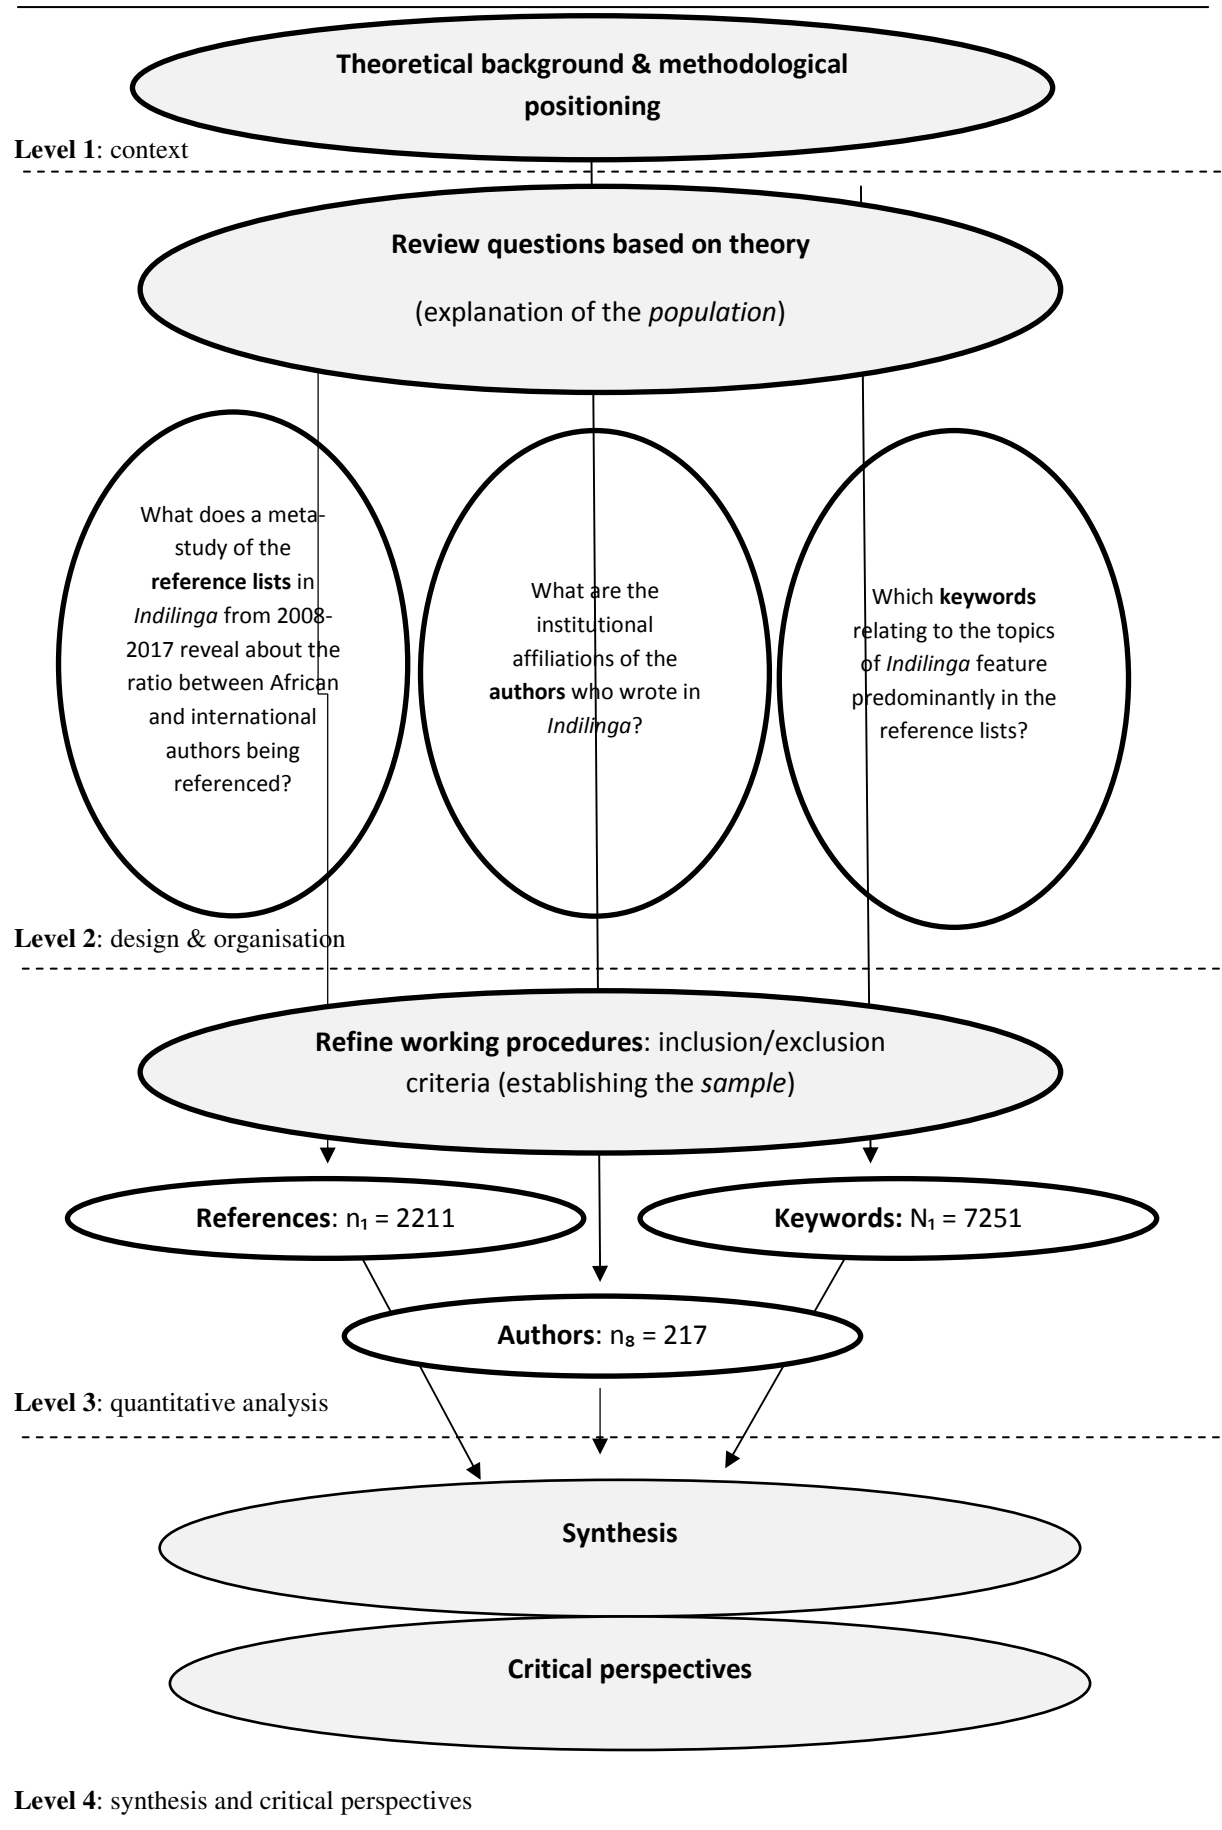 Theoretical background & methodological
positioning
Level 1: context
Review questions based on theory
(explanation of the population)
What does a meta-
study of the
reference lists in
Indilinga from 2008-
2017 reveal about the
ratio between African
and international
authors being
referenced?
What are the
institutional
affiliations of the
authors who wrote in
Indilinga?
Which keywords
relating to the topics
of Indilinga feature
predominantly in the
reference lists?
Level 2: design & organisation
Refine working procedures: inclusion/exclusion
criteria (establishing the sample)
References: n₁ = 2211
Keywords: N₁ = 7251
Authors: n₈ = 217
Level 3: quantitative analysis
Synthesis
Critical perspectives
Level 4: synthesis and critical perspectives